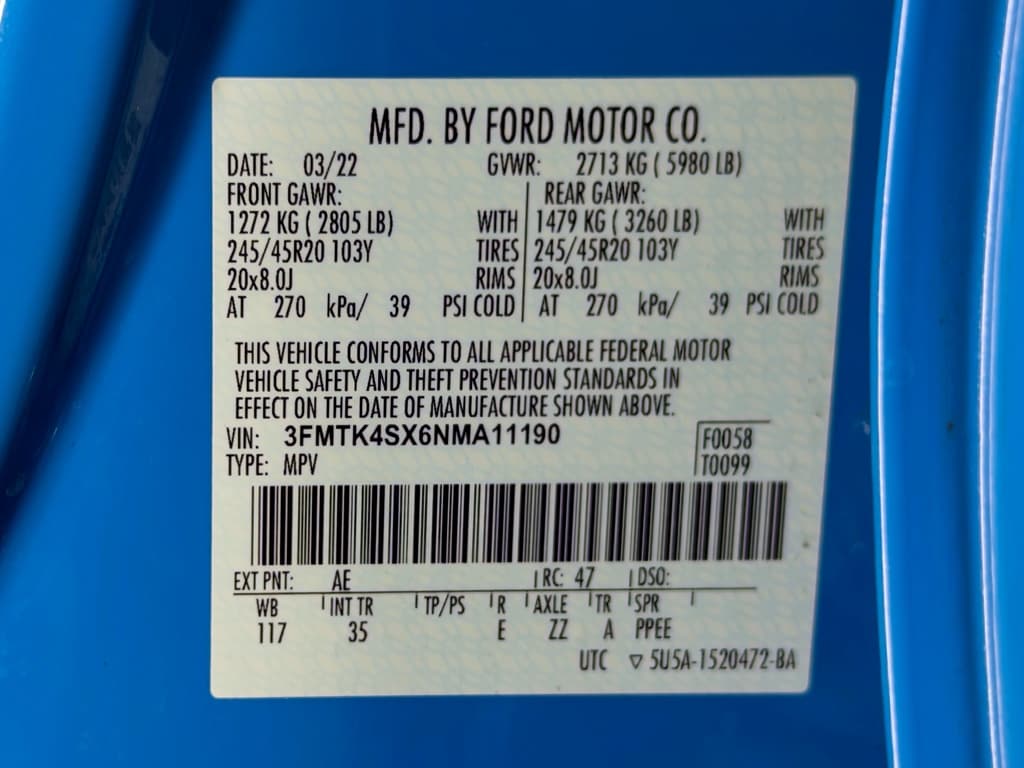 MFD. BY FORD MOTOR CO.
DATE: 03/22 GVWR: 2713 KG ( 5980 LB)
FRONT GAWR: REAR GAWR:
1272 KG ( 2805 LB) WITH 1479 KG ( 3260 LB) WITH
245/45R20 103Y TIRES 245/45R20 103Y TIRES
20x8.0J RIMS 20x8.0J RIMS
AT 270 kPa/ 39 PSI COLD AT 270 kPa/ 39 PSI COLD
THIS VEHICLE CONFORMS TO ALL APPLICABLE FEDERAL MOTOR
VEHICLE SAFETY AND THEFT PREVENTION STANDARDS IN
EFFECT ON THE DATE OF MANUFACTURE SHOWN ABOVE.
VIN: 3FMTK4SX6NMA11190 F0058
TYPE: MPV T0099
EXT PNT: AE RC: 47 DSO:
WB INT TR TP/PS R AXLE TR SPR
117 35 E ZZ A PPEE
UTC ▽ 5U5A-1520472-BA